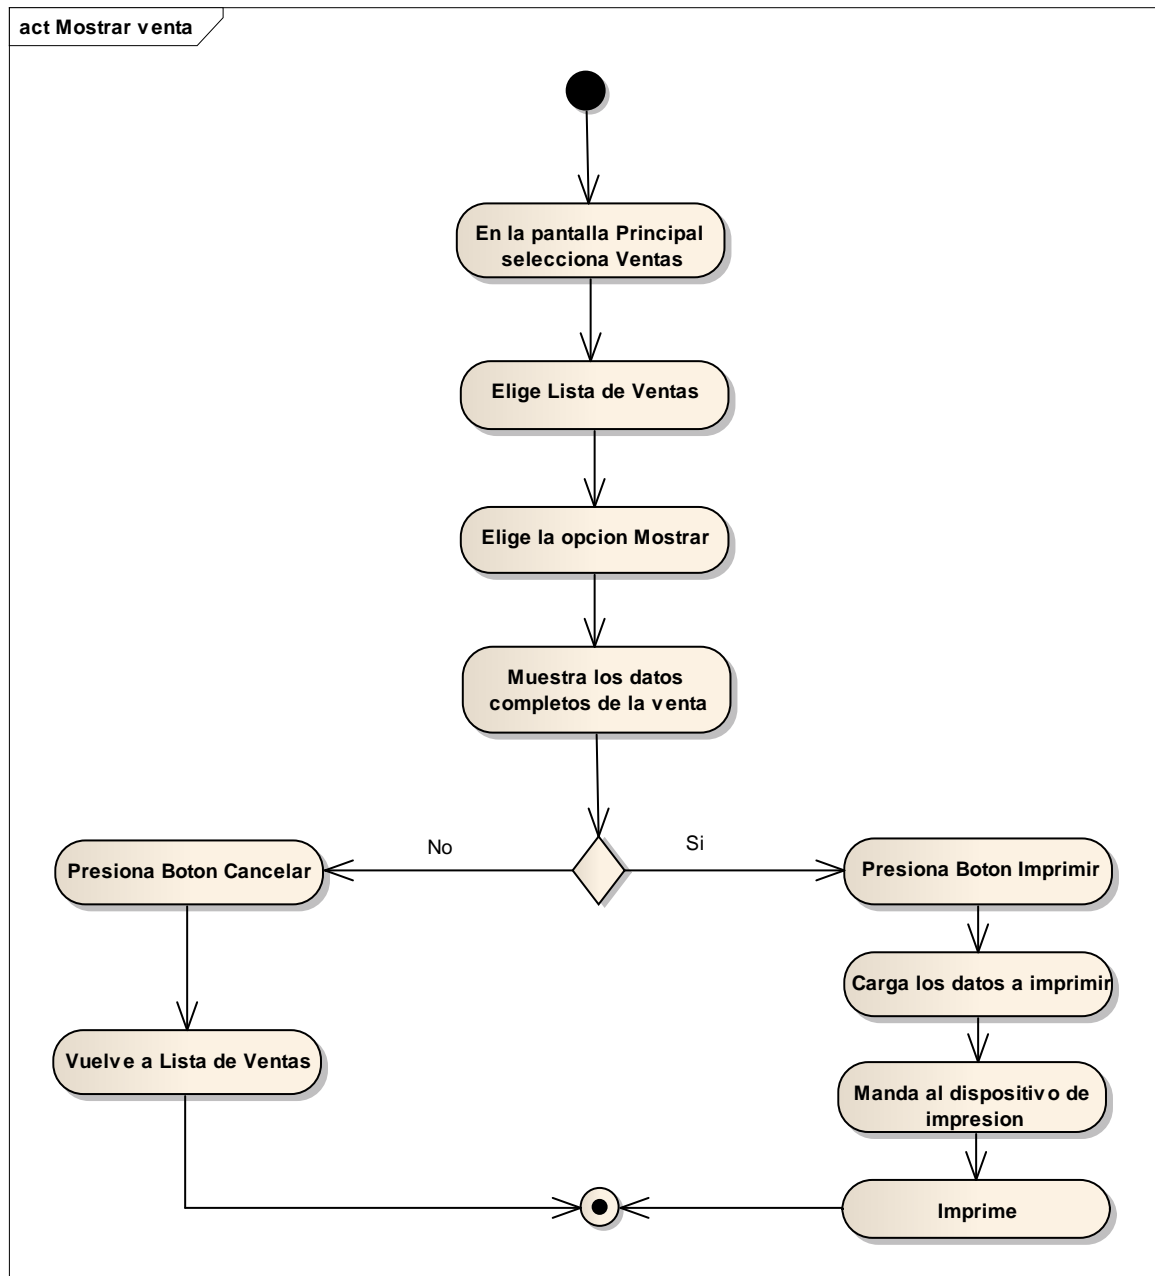 act Mostrar venta
En la pantalla Principal
selecciona Ventas
Elige Lista de Ventas
Elige la opcion Mostrar
Muestra los datos
completos de la venta
No
Si
Presiona Boton Cancelar
Presiona Boton Imprimir
Carga los datos a imprimir
Vuelve a Lista de Ventas
Manda al dispositivo de
impresion
Imprime